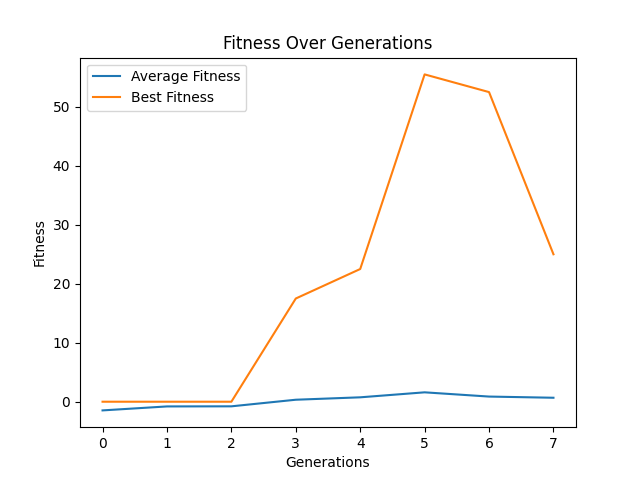 Fitness Over Generations
Average Fitness
Best Fitness
50
40
30
20
10
0
Fitness
0 1 2 3 4 5 6 7
Generations